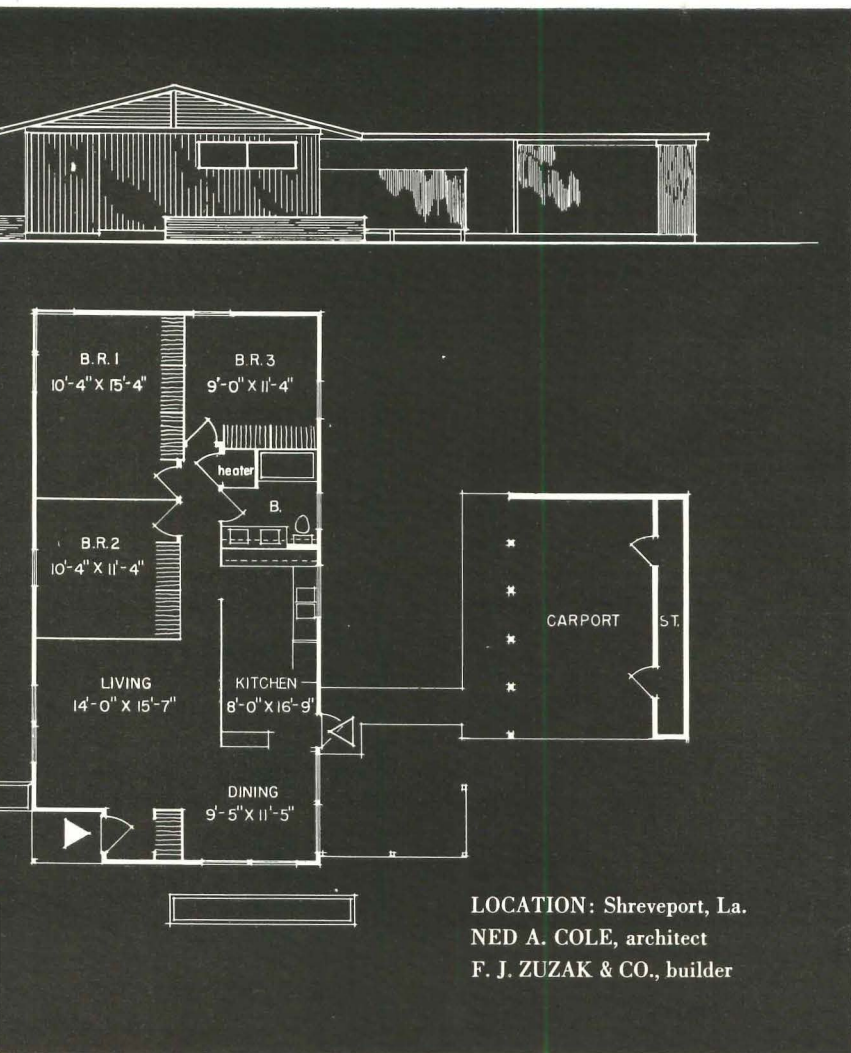 B.R. 1
10'-4" X 15'-4"
B.R. 3
9'-0" X 11'-4"
heater
B.
B.R. 2
10'-4" X 11'-4"
CARPORT
ST.
LIVING
14'-0" X 15'-7"
KITCHEN
8'-0" X 16'-9"
DINING
9'-5" X 11'-5"
LOCATION: Shreveport, La.
NED A. COLE, architect
F. J. ZUZAK & CO., builder